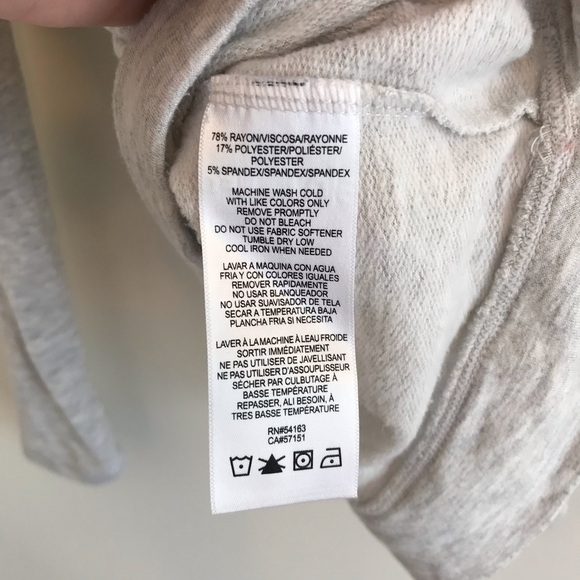 78% RAYON/VISCOSA/RAYONNE
17% POLYESTER/POLIÉSTER/
POLYESTER
5% SPANDEX/SPANDEX/SPANDEX
MACHINE WASH COLD
WITH LIKE COLORS ONLY
REMOVE PROMPTLY
DO NOT BLEACH
DO NOT USE FABRIC SOFTENER
TUMBLE DRY LOW
COOL IRON WHEN NEEDED
LAVAR A MAQUINA CON AGUA
FRIA Y CON COLORES IGUALES
REMOVER RAPIDAMENTE
NO USAR BLANQUEADOR
NO USAR SUAVISADOR DE TELA
SECAR A TEMPERATURA BAJA
PLANCHA FRIA SI NECESITA
LAVER À LA MACHINE À LEAU FROIDE
SORTIR IMMÉDIATEMENT
NE PAS UTILISER DE JAVELLISANT
NE PAS UTILISER D'ASSOUPLISSEUR
SÉCHER PAR CULBUTAGE À
BASSE TEMPÉRATURE
REPASSER, ALI BESOIN, À
TRES BASSE TEMPÉRATURE
RN#54163
CA#57151